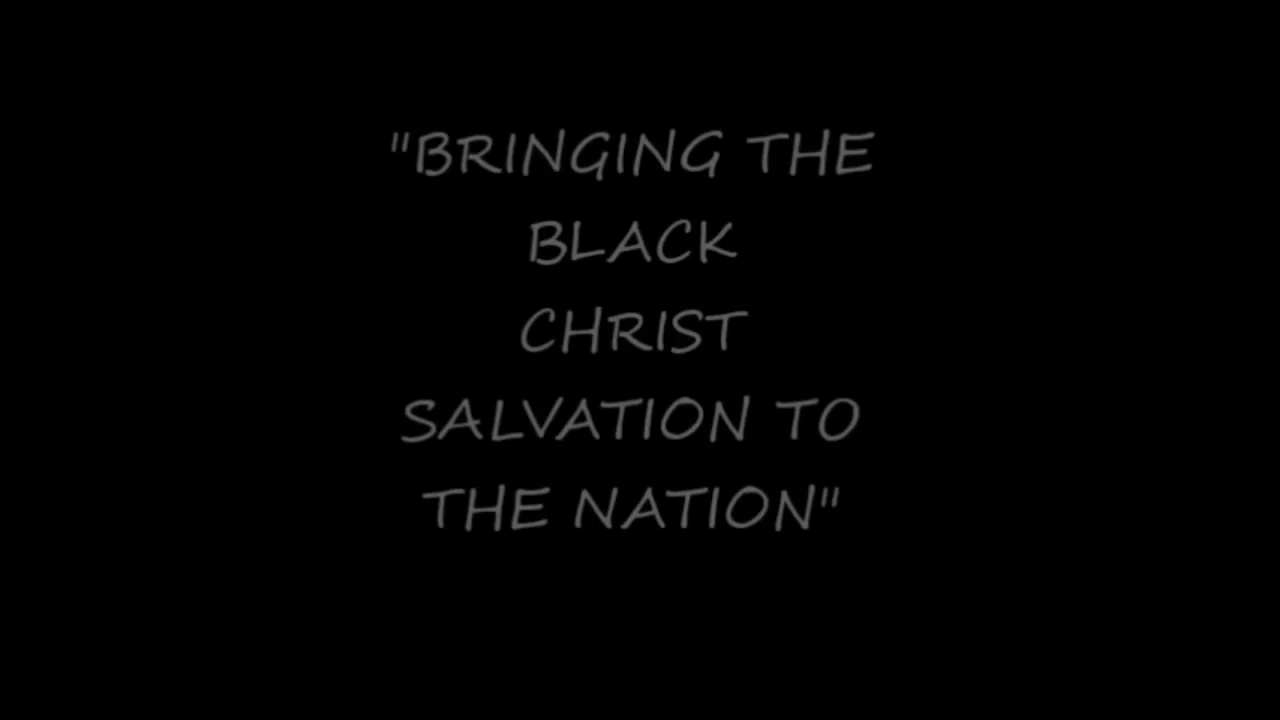 "BRINGING THE
BLACK
CHRIST
SALVATION TO
THE NATION"